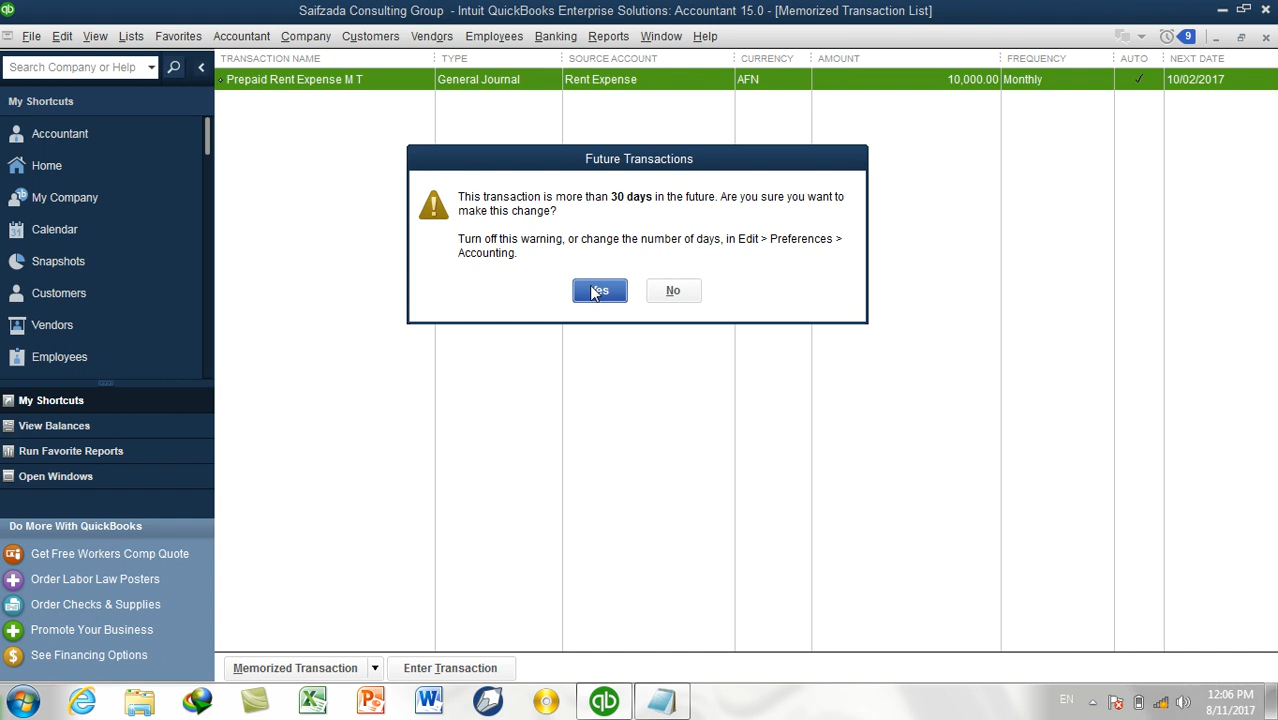 Saifzada Consulting Group - Intuit QuickBooks Enterprise Solutions: Accountant 15.0 - [Memorized Transaction List]
File Edit View Lists Favorites Accountant Company Customers Vendors Employees Banking Reports Window Help 9
Search Company or Help
TRANSACTION NAME TYPE SOURCE ACCOUNT CURRENCY AMOUNT FREQUENCY AUTO NEXT DATE
Prepaid Rent Expense M T General Journal Rent Expense AFN 10,000.00 Monthly ✓ 10/02/2017
My Shortcuts
Accountant
Home
My Company
31 Calendar
Snapshots
Customers
Vendors
Employees
My Shortcuts
View Balances
Run Favorite Reports
Open Windows
Do More With QuickBooks
Get Free Workers Comp Quote
Order Labor Law Posters
Order Checks & Supplies
Promote Your Business
See Financing Options
Future Transactions
This transaction is more than 30 days in the future. Are you sure you want to
make this change?
Turn off this warning, or change the number of days, in Edit > Preferences >
Accounting.
Yes No
Memorized Transaction Enter Transaction
EN
12:06 PM
8/11/2017